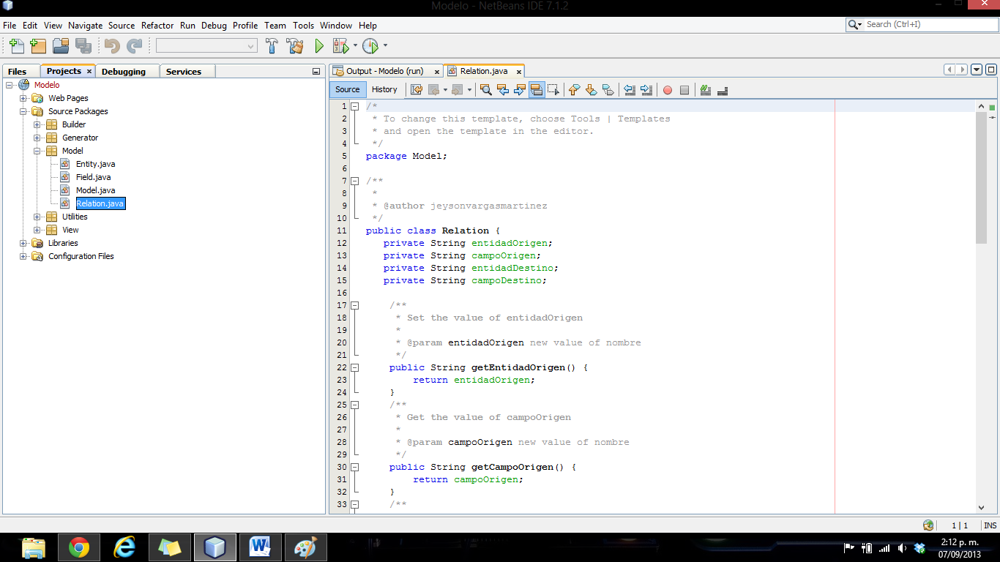 Modelo - NetBeans IDE 7.1.2
File Edit View Navigate Source Refactor Run Debug Profile Team Tools Window Help
Search (Ctrl+I)
Files Projects Debugging Services
Modelo
Web Pages
Source Packages
Builder
Generator
Model
Entity.java
Field.java
Model.java
Relation.java
Utilities
View
Libraries
Configuration Files
Output - Modelo (run) Relation.java
Source History
1 /*
2 * To change this template, choose Tools | Templates
3 * and open the template in the editor.
4 */
5 package Model;
6
7 /**
8 *
9 * @author jeysonvargasmartinez
10 */
11 public class Relation {
12 private String entidadOrigen;
13 private String campoOrigen;
14 private String entidadDestino;
15 private String campoDestino;
16
17 /**
18 * Set the value of entidadOrigen
19 *
20 * @param entidadOrigen new value of nombre
21 */
22 public String getEntidadOrigen() {
23 return entidadOrigen;
24 }
25 /**
26 * Get the value of campoOrigen
27 *
28 * @param campoOrigen new value of nombre
29 */
30 public String getCampoOrigen() {
31 return campoOrigen;
32 }
33 /**
1 | 1 INS
2:12 p. m.
07/09/2013